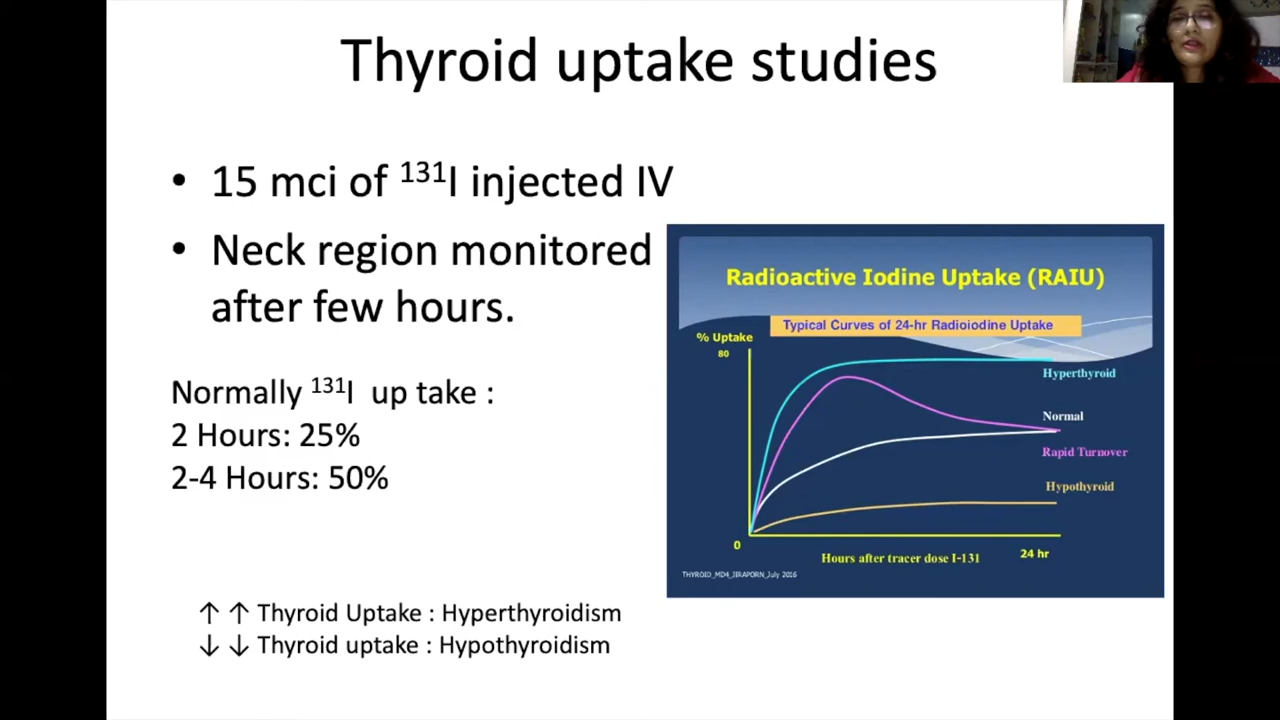 Thyroid uptake studies
• 15 mci of ¹³¹I injected IV
• Neck region monitored
after few hours.
Normally ¹³¹I up take :
2 Hours: 25%
2-4 Hours: 50%
↑ ↑ Thyroid Uptake : Hyperthyroidism
↓ ↓ Thyroid uptake : Hypothyroidism
Radioactive Iodine Uptake (RAIU)
Typical Curves of 24-hr Radioiodine Uptake
% Uptake
80
Hyperthyroid
Normal
Rapid Turnover
Hypothyroid
0
Hours after tracer dose I-131
24 hr
THYROID_MD4_JIRAPORN_July 2016